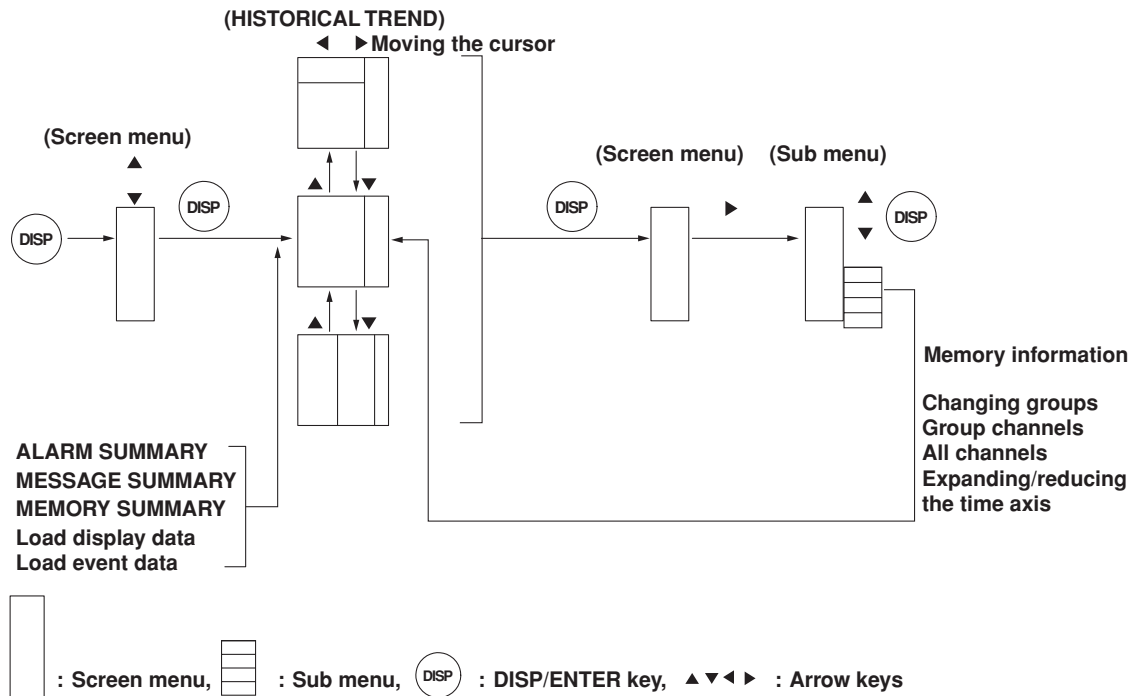 (HISTORICAL TREND)
◄ ► Moving the cursor
(Screen menu)
(Screen menu) (Sub menu)
DISP
DISP
DISP
DISP
Memory information
Changing groups
Group channels
All channels
Expanding/reducing
the time axis
ALARM SUMMARY
MESSAGE SUMMARY
MEMORY SUMMARY
Load display data
Load event data
: Screen menu, : Sub menu, DISP : DISP/ENTER key, ▲▼◄► : Arrow keys